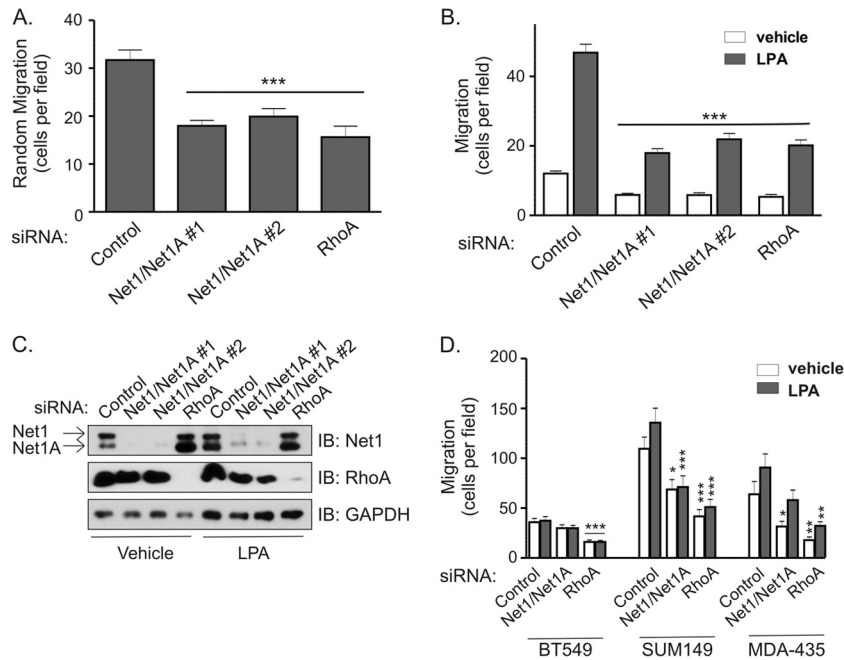 A.
Random Migration
(cells per field)
40
30
20
10
0
***
siRNA:
Control
Net1/Net1A #1
Net1/Net1A #2
RhoA
B.
vehicle
LPA
Migration
(cells per field)
40
20
0
***
siRNA:
Control
Net1/Net1A #1
Net1/Net1A #2
RhoA
C.
siRNA:
Control
Net1/Net1A #1
Net1/Net1A #2
RhoA
Control
Net1/Net1A #1
Net1/Net1A #2
RhoA
Net1
Net1A
IB: Net1
IB: RhoA
IB: GAPDH
Vehicle
LPA
D.
vehicle
LPA
Migration
(cells per field)
200
150
100
50
0
***
*
***
***
***
*
**
**
siRNA:
Control
Net1/Net1A
RhoA
Control
Net1/Net1A
RhoA
Control
Net1/Net1A
RhoA
BT549
SUM149
MDA-435